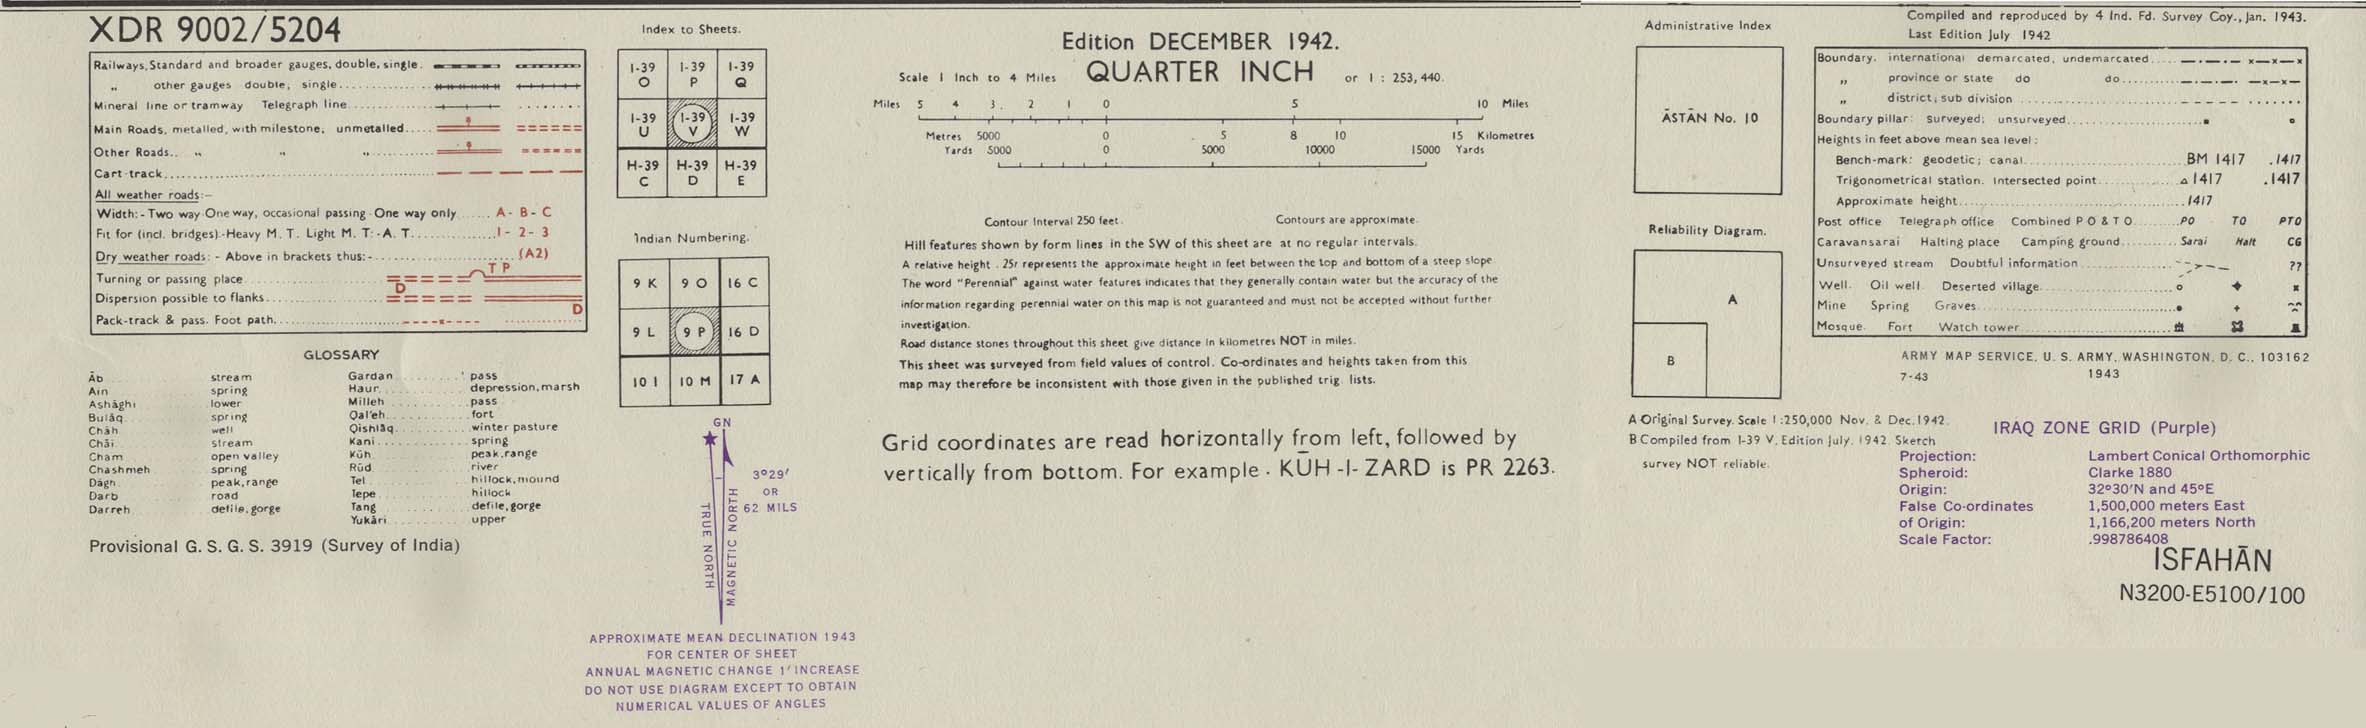 XDR 9002/5204
Railways, Standard and broader gauges, double, single.
„ other gauges double, single
Mineral line or tramway Telegraph line
Main Roads, metalled, with milestone; unmetalled
Other Roads.. „ „ „
Cart-track
All weather roads:-
Width:- Two way-One way, occasional passing-One way only...... A - B - C
Fit for (incl. bridges)-Heavy M. T. Light M. T:-A. T. 1 - 2 - 3
Dry weather roads: - Above in brackets thus:- (A2)
T P
Turning or passing place
D
Dispersion possible to flanks
D
Pack-track & pass. Foot path
GLOSSARY
Āb stream
Ain spring
Ashāghi lower
Bulāq spring
Chāh well
Chāi stream
Cham open valley
Chashmeh spring
Dāgh peak, range
Darb road
Darreh defile, gorge
Gardan pass
Haur depression, marsh
Milleh pass
Qal'eh fort
Qishlāq winter pasture
Kani spring
Kūh peak, range
Rūd river
Tel hillock, mound
Tepe hillock
Tang defile, gorge
Yukāri upper
Provisional G. S. G. S. 3919 (Survey of India)
Index to Sheets.
I-39 I-39 I-39
O P Q
I-39 I-39 I-39
U V W
H-39 H-39 H-39
C D E
Indian Numbering.
9 K 9 O 16 C
9 L 9 P 16 D
10 I 10 M 17 A
GN
3°29′
OR
62 MILS
TRUE NORTH
MAGNETIC NORTH
APPROXIMATE MEAN DECLINATION 1943
FOR CENTER OF SHEET
ANNUAL MAGNETIC CHANGE 1′ INCREASE
DO NOT USE DIAGRAM EXCEPT TO OBTAIN
NUMERICAL VALUES OF ANGLES
Edition DECEMBER 1942.
Scale 1 Inch to 4 Miles QUARTER INCH or 1 : 253,440.
Miles 5 4 3 2 1 0 5 10 Miles
Metres 5000 0 5 8 10 15 Kilometres
Yards 5000 0 5000 10000 15000 Yards
Contour Interval 250 feet. Contours are approximate.
Hill features shown by form lines in the SW of this sheet are at no regular intervals.
A relative height . 25r represents the approximate height in feet between the top and bottom of a steep slope
The word "Perennial" against water features indicates that they generally contain water but the accuracy of the
information regarding perennial water on this map is not guaranteed and must not be accepted without further
investigation.
Road distance stones throughout this sheet give distance in kilometres NOT in miles.
This sheet was surveyed from field values of control. Co-ordinates and heights taken from this
map may therefore be inconsistent with those given in the published trig. lists.
Grid coordinates are read horizontally from left, followed by
vertically from bottom. For example - KŪH -I- ZARD is PR 2263.
Administrative Index
ĀSTĀN No. 10
Reliability Diagram.
A
B
A Original Survey. Scale 1:250,000 Nov. & Dec. 1942.
B Compiled from I-39 V. Edition July. 1942. Sketch
survey NOT reliable.
Compiled and reproduced by 4 Ind. Fd. Survey Coy., Jan. 1943.
Last Edition July 1942
Boundary. international demarcated, undemarcated
„ province or state do do
„ district; sub division
Boundary pillar: surveyed; unsurveyed
Heights in feet above mean sea level:
Bench-mark: geodetic; canal BM 1417 .1417
Trigonometrical station. Intersected point △ 1417 .1417
Approximate height .1417
Post office Telegraph office Combined P O & T O PO TO PTO
Caravansarai Halting place Camping ground Sarai Halt CG
Unsurveyed stream Doubtful information ??
Well. Oil well. Deserted village
Mine Spring Graves
Mosque. Fort Watch tower
ARMY MAP SERVICE, U. S. ARMY, WASHINGTON, D. C., 103162
7-43 1943
IRAQ ZONE GRID (Purple)
Projection: Lambert Conical Orthomorphic
Spheroid: Clarke 1880
Origin: 32°30′N and 45°E
False Co-ordinates 1,500,000 meters East
of Origin: 1,166,200 meters North
Scale Factor: .998786408
ISFAHĀN
N3200-E5100/100